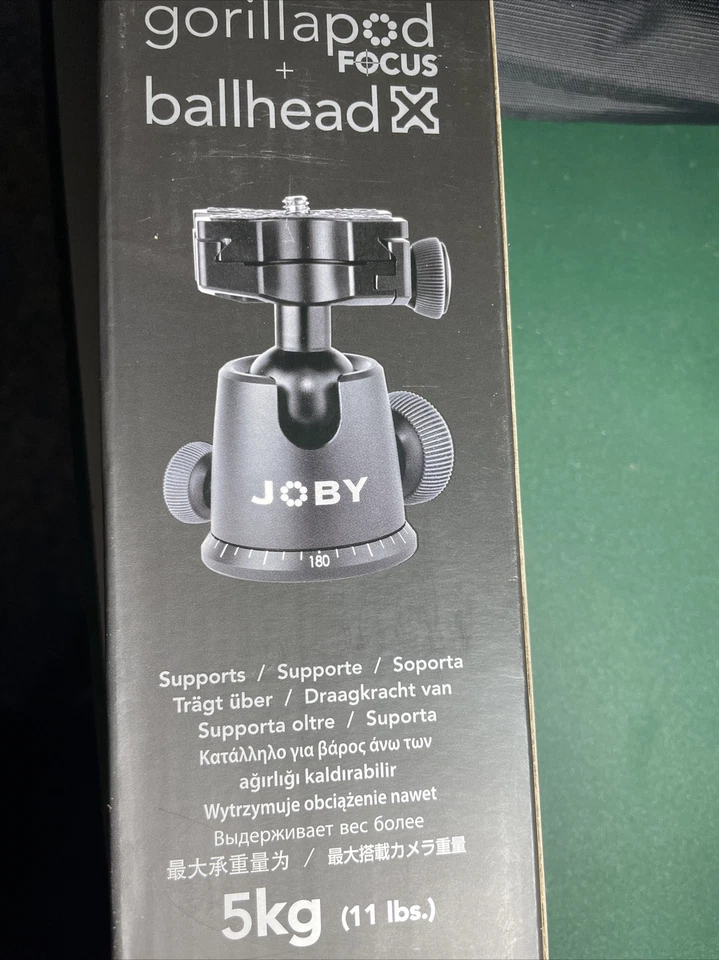 gorillapod
FOCUS
+
ballhead X
JOBY
180
Supports / Supporte / Soporta
Trägt über / Draagkracht van
Supporta oltre / Suporta
Κατάλληλο για βάρος άνω των
ağırlığı kaldırabilir
Wytrzymuje obciążenie nawet
Выдерживает вес более
最大承重量为 / 最大搭載カメラ重量
5kg (11 lbs.)